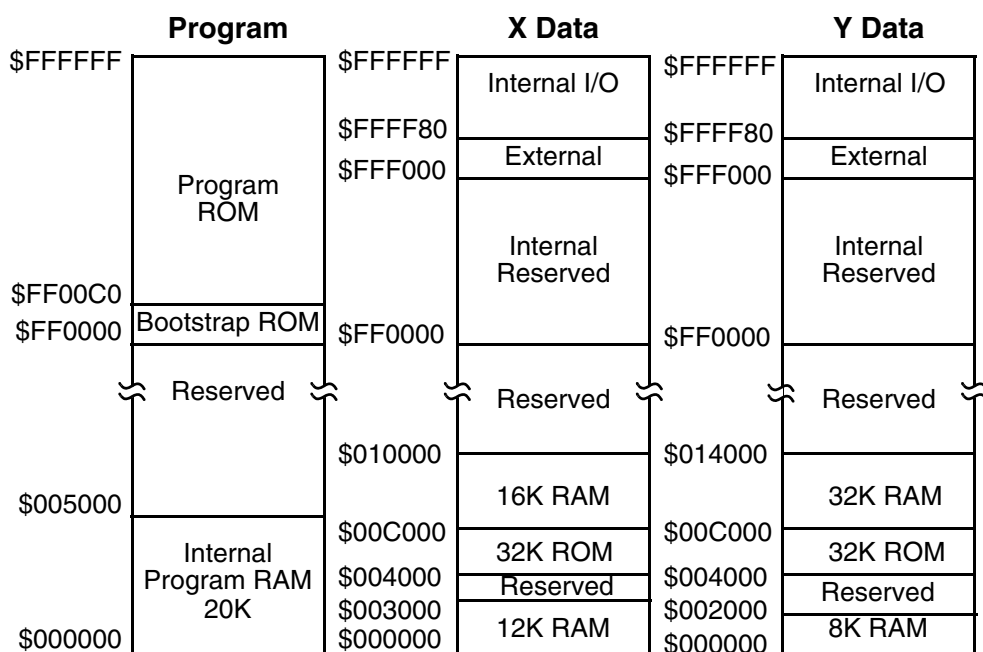 Program
X Data
Y Data
$FFFFFF
$FFFFFF
$FFFFFF
Internal I/O
Internal I/O
$FFFF80
$FFFF80
External
External
$FFF000
$FFF000
Program
ROM
Internal
Reserved
Internal
Reserved
$FF00C0
Bootstrap ROM
$FF0000
$FF0000
$FF0000
Reserved
Reserved
Reserved
$010000
$014000
$005000
16K RAM
32K RAM
$00C000
$00C000
Internal
Program RAM
20K
32K ROM
32K ROM
$004000
$004000
Reserved
Reserved
$003000
$002000
12K RAM
8K RAM
$000000
$000000
$000000